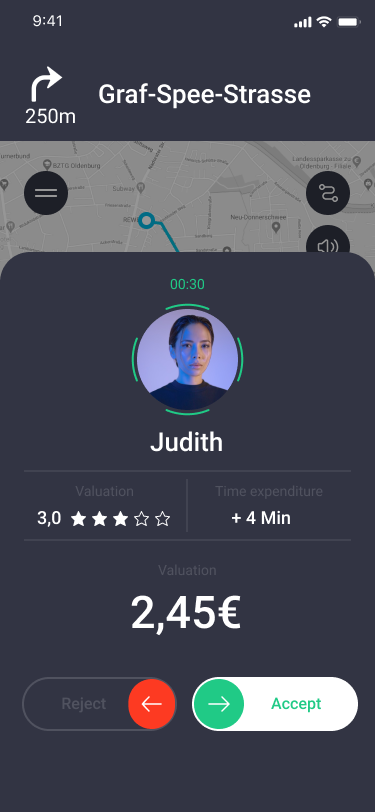 9:41
Graf-Spee-Strasse
250m
Landessparkasse zu
Oldenburg - Filiale
BZTG Oldenburg
Subway
REWE
Neu-Donnerschwee
00:30
Judith
Valuation
Time expenditure
3,0
+ 4 Min
Valuation
2,45€
Reject
Accept